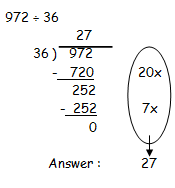 972 ÷ 36
27
36 ) 972
- 720 20x
252
- 252 7x
0
Answer : 27